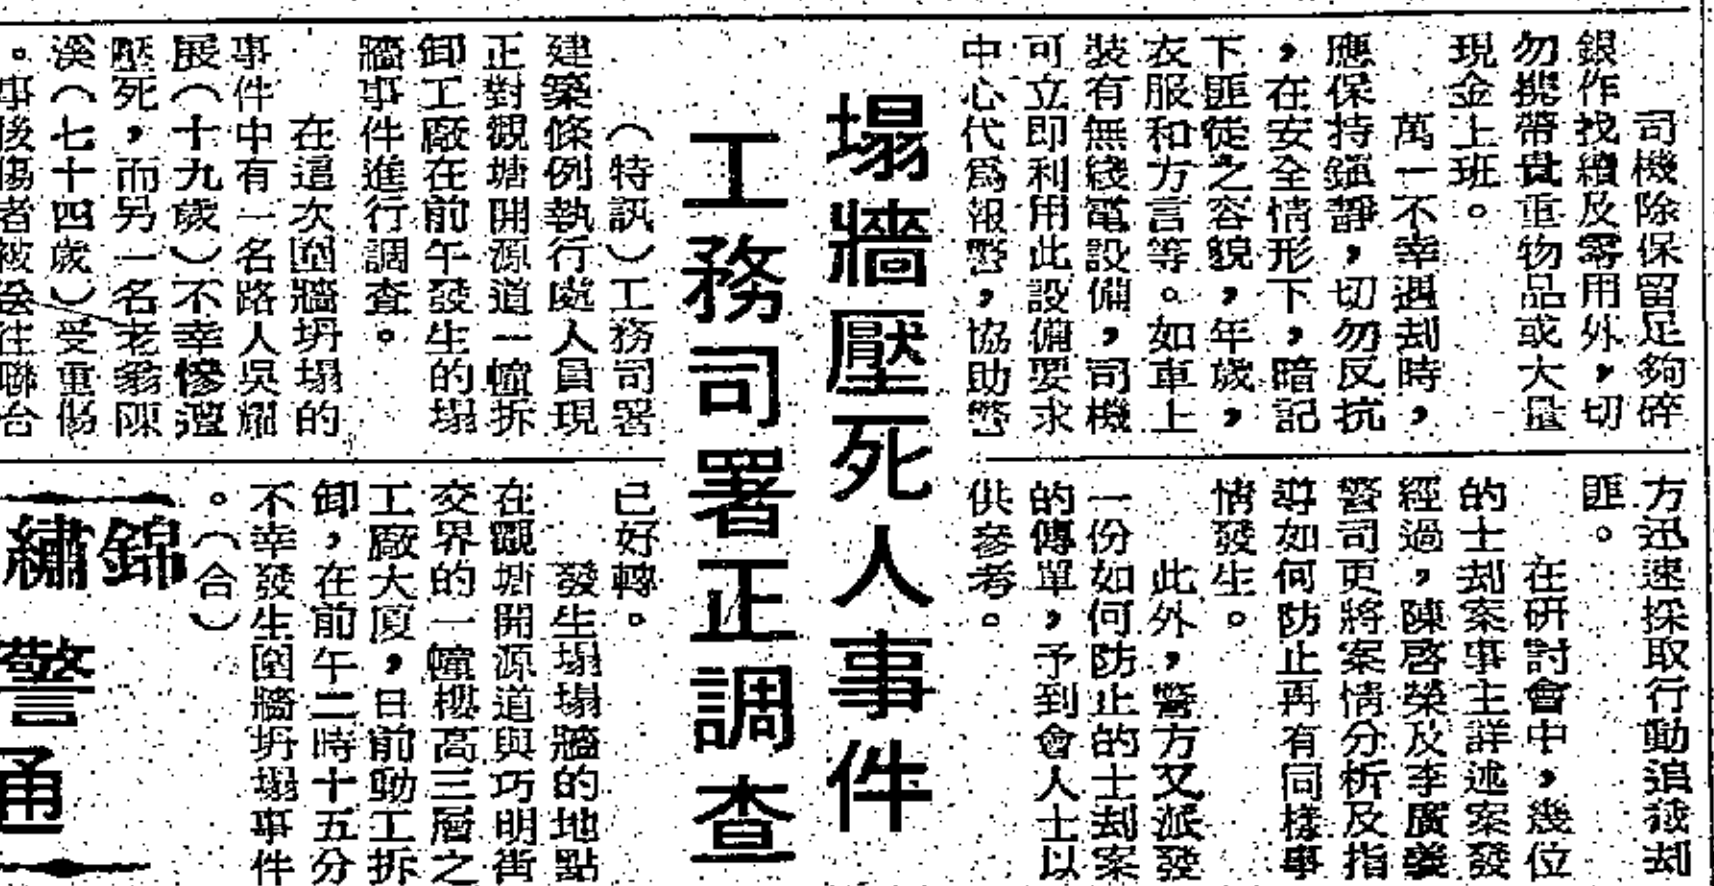 司機除保留足夠碎
銀作找續及零用外，切
勿携帶貴重物品或大量
現金上班。
萬一不幸遇刦時，
應保持鎮靜，切勿反抗
，在安全情形下，暗記
下匪徒之容貌，年歲，
衣服和方言等。如車上
裝有無綫電設備，司機
可立即利用此設備要求
中心代為報警，協助警
方迅速採取行動追截刦
匪。
在研討會中，幾位
的士刦案事主詳述案發
經過，陳啓榮及李廣義
警司更將案情分析及指
導如何防止再有同樣事
情發生。
此外，警方又派發
一份如何防止的士刦案
的傳單，予到會人士以
供參考。
塌牆壓死人事件
工務司署正調查
（特訊）工務司署
建築條例執行處人員現
正對觀塘開源道一幢拆
卸工廠在前午發生的塌
牆事件進行調查。
在這次圍牆坍塌的
事件中有一名路人吳耀
展（十九歲）不幸慘遭
壓死，而另一名老翁陳
溪（七十四歲）受重傷
。事後傷者被送往聯合
已好轉。
發生塌塲牆的地點
在觀塘開源道與巧明街
交界的一幢樓高三層之
工廠大廈，日前動工拆
卸，在前午二時十五分
不幸發生圍牆坍塌事件
。（合）
錦
繡
警
通